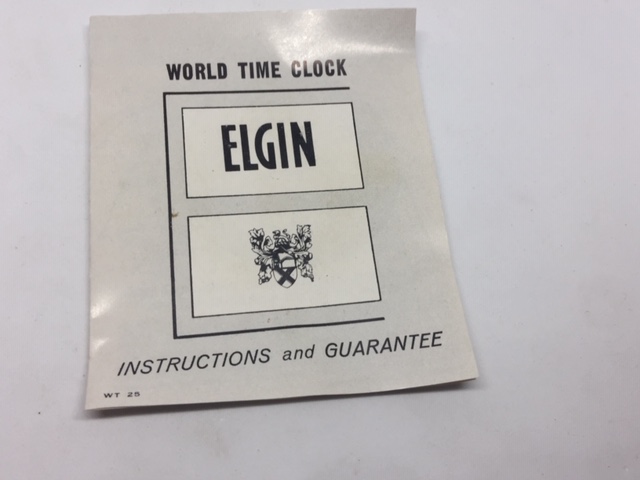 WORLD TIME CLOCK
ELGIN
INSTRUCTIONS and GUARANTEE
WT 25